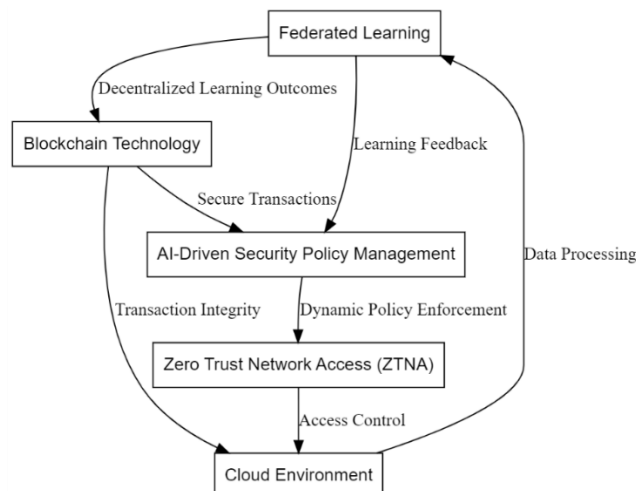 Federated Learning
Decentralized Learning Outcomes
Blockchain Technology
Learning Feedback
Secure Transactions
AI-Driven Security Policy Management
Data Processing
Transaction Integrity
Dynamic Policy Enforcement
Zero Trust Network Access (ZTNA)
Access Control
Cloud Environment